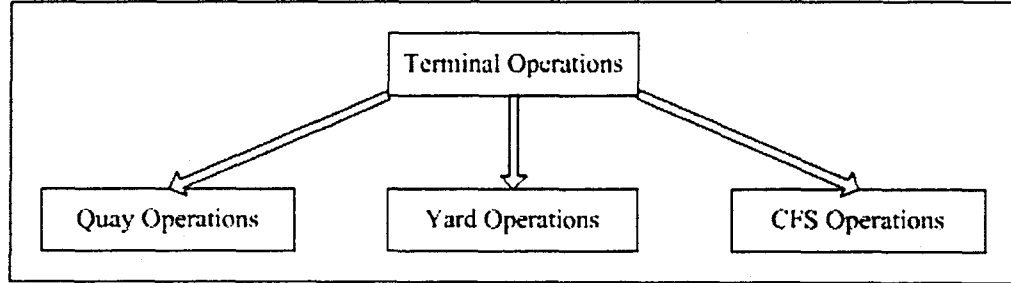 Terminal Operations
Quay Operations
Yard Operations
CFS Operations